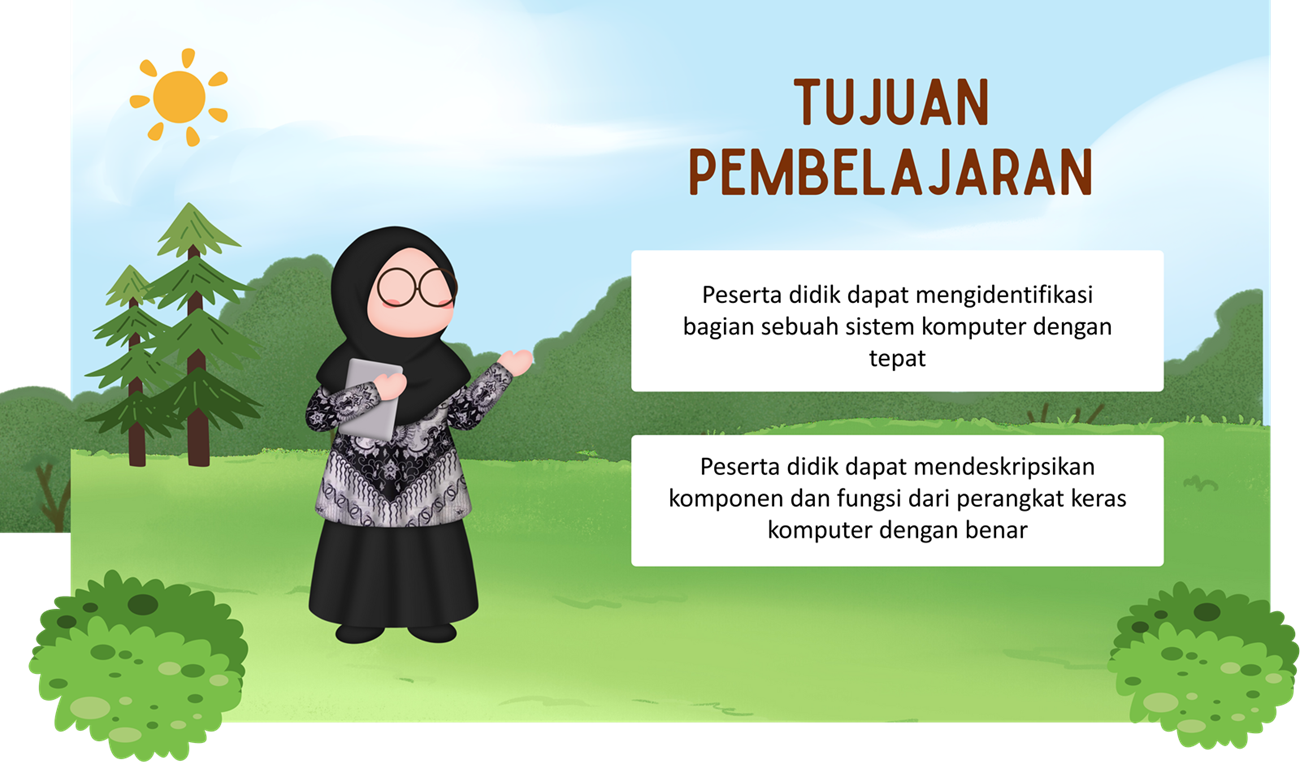 TUJUAN
PEMBELAJARAN
Peserta didik dapat mengidentifikasi
bagian sebuah sistem komputer dengan
tepat
Peserta didik dapat mendeskripsikan
komponen dan fungsi dari perangkat keras
komputer dengan benar